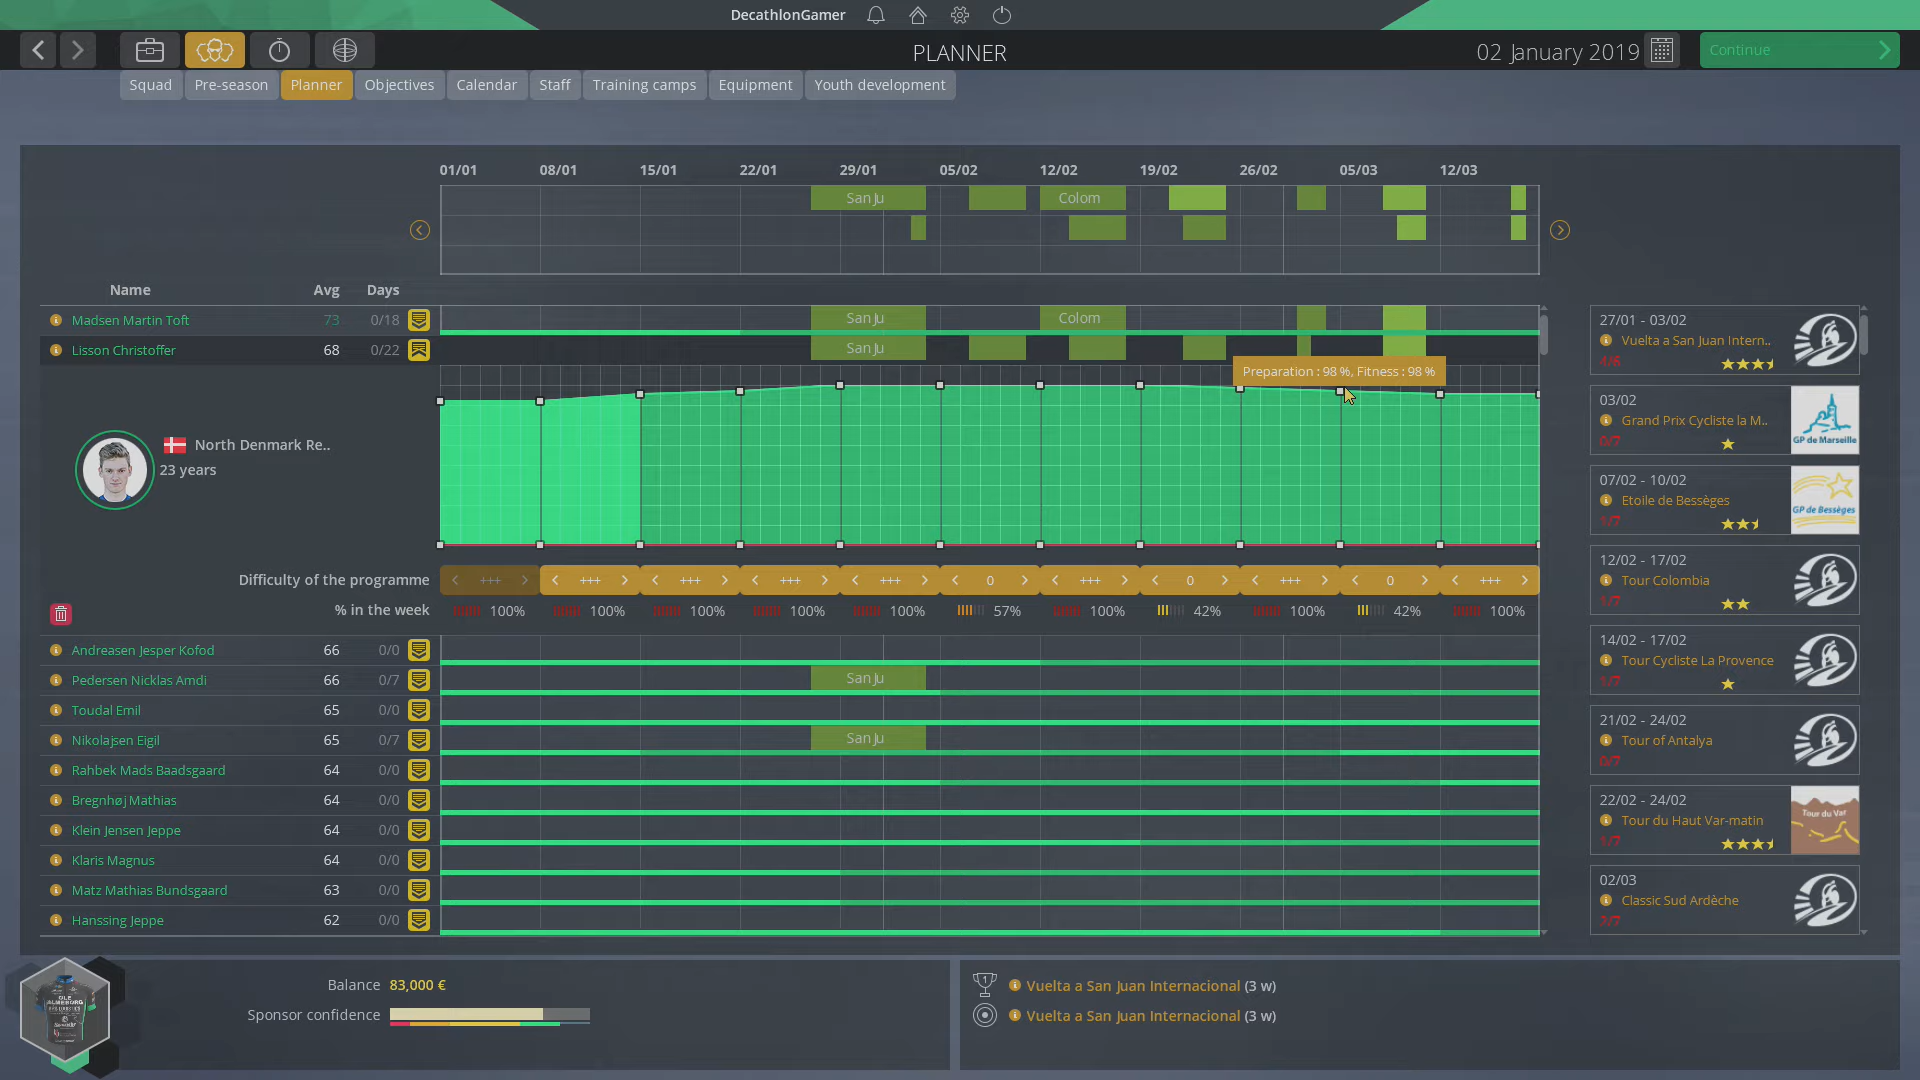 DecathlonGamer
PLANNER
02 January 2019
Continue
Squad
Pre-season
Planner
Objectives
Calendar
Staff
Training camps
Equipment
Youth development
01/01 08/01 15/01 22/01 29/01 05/02 12/02 19/02 26/02 05/03 12/03
San Ju Colom
Name Avg Days
Madsen Martin Toft 73 0/18 San Ju Colom
Lisson Christoffer 68 0/22 San Ju
Preparation : 98 %, Fitness : 98 %
North Denmark Re..
23 years
Difficulty of the programme +++ +++ +++ +++ +++ 0 +++ 0 +++ 0 +++
% in the week 100% 100% 100% 100% 100% 57% 100% 42% 100% 42% 100%
Andreasen Jesper Kofod 66 0/0
Pedersen Nicklas Amdi 66 0/7 San Ju
Toudal Emil 65 0/0
Nikolajsen Eigil 65 0/7 San Ju
Rahbek Mads Baadsgaard 64 0/0
Bregnhøj Mathias 64 0/0
Klein Jensen Jeppe 64 0/0
Klaris Magnus 64 0/0
Matz Mathias Bundsgaard 63 0/0
Hanssing Jeppe 62 0/0
27/01 - 03/02
Vuelta a San Juan Intern..
4/6
03/02
Grand Prix Cycliste la M..
0/7
GP de Marseille
07/02 - 10/02
Etoile de Bessèges
1/7
GP de Bessèges
12/02 - 17/02
Tour Colombia
1/7
14/02 - 17/02
Tour Cycliste La Provence
1/7
21/02 - 24/02
Tour of Antalya
0/7
22/02 - 24/02
Tour du Haut Var-matin
1/7
Tour du Var
02/03
Classic Sud Ardèche
2/7
Balance 83,000 €
Sponsor confidence
Vuelta a San Juan Internacional (3 w)
Vuelta a San Juan Internacional (3 w)